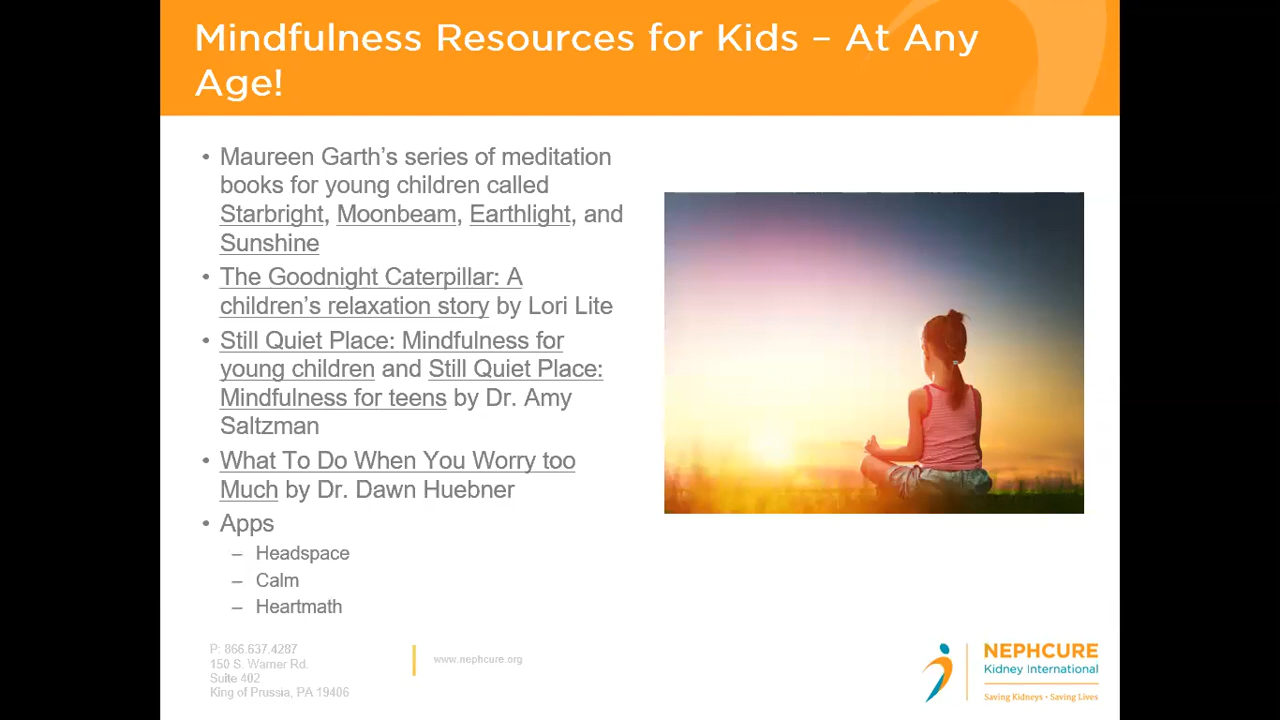 Mindfulness Resources for Kids – At Any
Age!
• Maureen Garth’s series of meditation
books for young children called
Starbright, Moonbeam, Earthlight, and
Sunshine
• The Goodnight Caterpillar: A
children’s relaxation story by Lori Lite
• Still Quiet Place: Mindfulness for
young children and Still Quiet Place:
Mindfulness for teens by Dr. Amy
Saltzman
• What To Do When You Worry too
Much by Dr. Dawn Huebner
• Apps
– Headspace
– Calm
– Heartmath
P: 866.637.4287
150 S. Warner Rd.
Suite 402
King of Prussia, PA 19406
www.nephcure.org
NEPHCURE
Kidney International
Saving Kidneys • Saving Lives